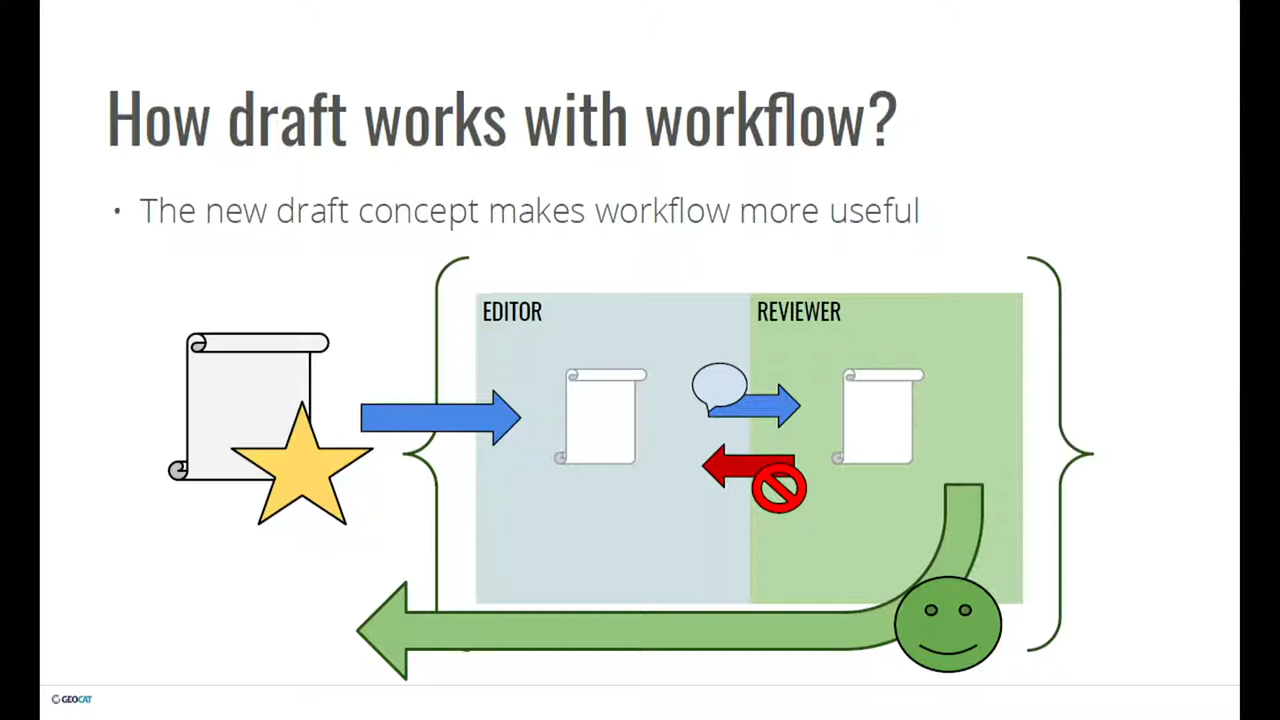 How draft works with workflow?
• The new draft concept makes workflow more useful
EDITOR
REVIEWER
GEOCAT